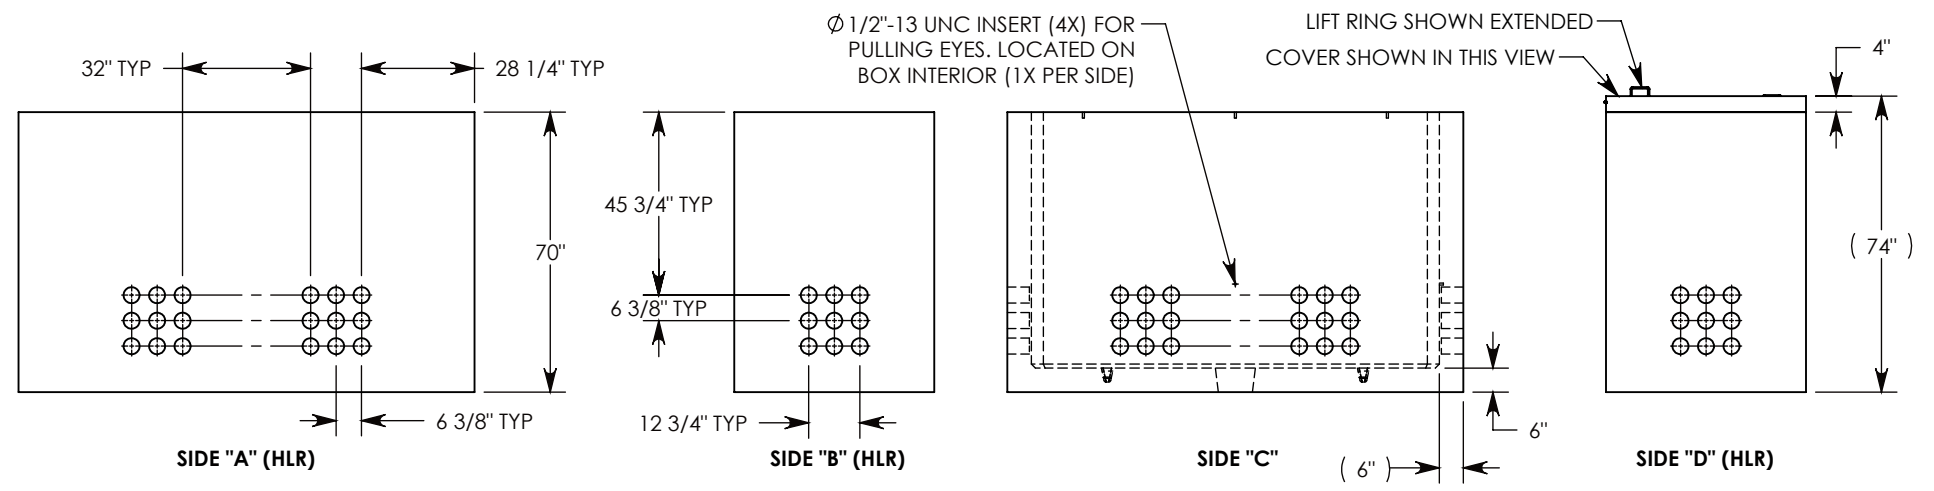 32" TYP
28 1/4" TYP
70"
6 3/8" TYP
SIDE "A" (HLR)
45 3/4" TYP
6 3/8" TYP
12 3/4" TYP
SIDE "B" (HLR)
Ø 1/2"-13 UNC INSERT (4X) FOR
PULLING EYES. LOCATED ON
BOX INTERIOR (1X PER SIDE)
6"
( 6" )
SIDE "C"
LIFT RING SHOWN EXTENDED
COVER SHOWN IN THIS VIEW
4"
( 74" )
SIDE "D" (HLR)